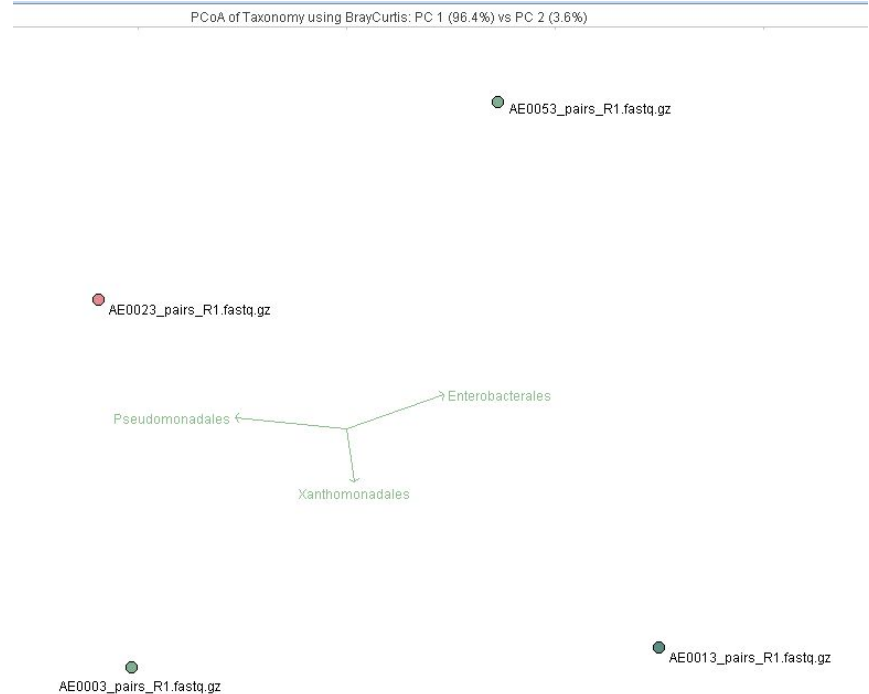 PCoA of Taxonomy using BrayCurtis: PC 1 (96.4%) vs PC 2 (3.6%)
AE0053_pairs_R1.fastq.gz
AE0023_pairs_R1.fastq.gz
Enterobacterales
Pseudomonadales
Xanthomonadales
AE0013_pairs_R1.fastq.gz
AE0003_pairs_R1.fastq.gz